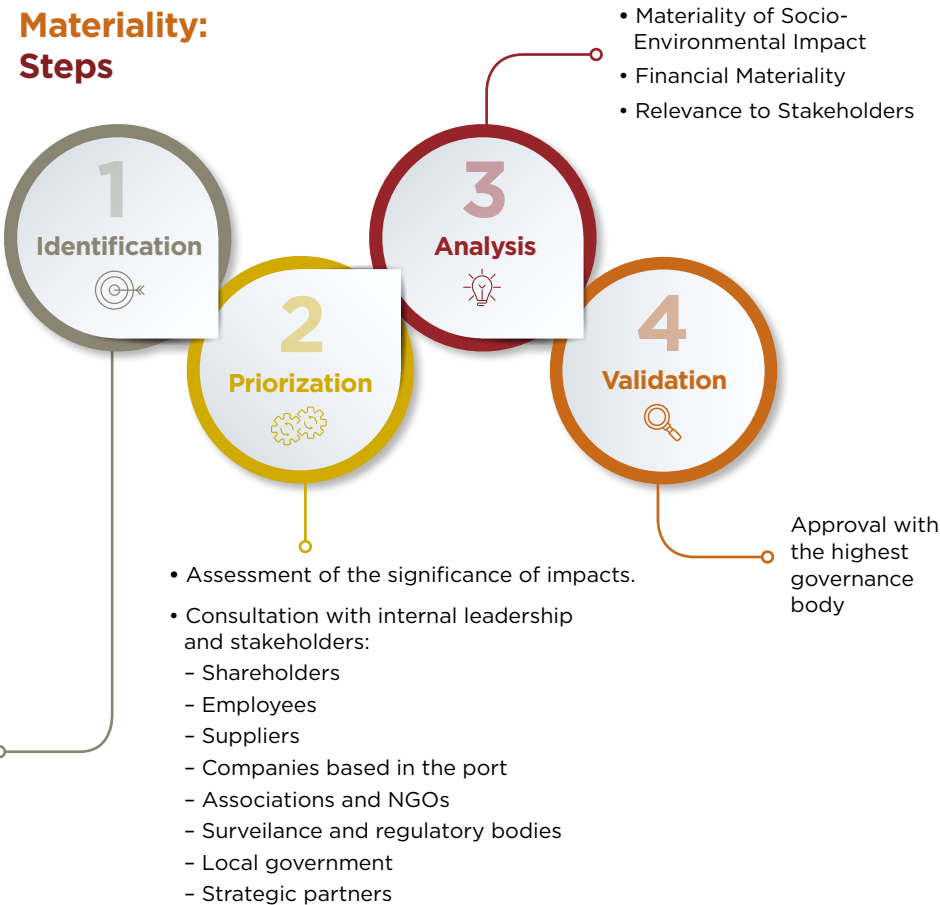 Materiality:
Steps
• Materiality of Socio-
Environmental Impact
• Financial Materiality
• Relevance to Stakeholders
1
Identification
2
Priorization
3
Analysis
4
Validation
Approval with
the highest
governance
body
• Assessment of the significance of impacts.
• Consultation with internal leadership
and stakeholders:
– Shareholders
– Employees
– Suppliers
– Companies based in the port
– Associations and NGOs
– Surveilance and regulatory bodies
– Local government
– Strategic partners